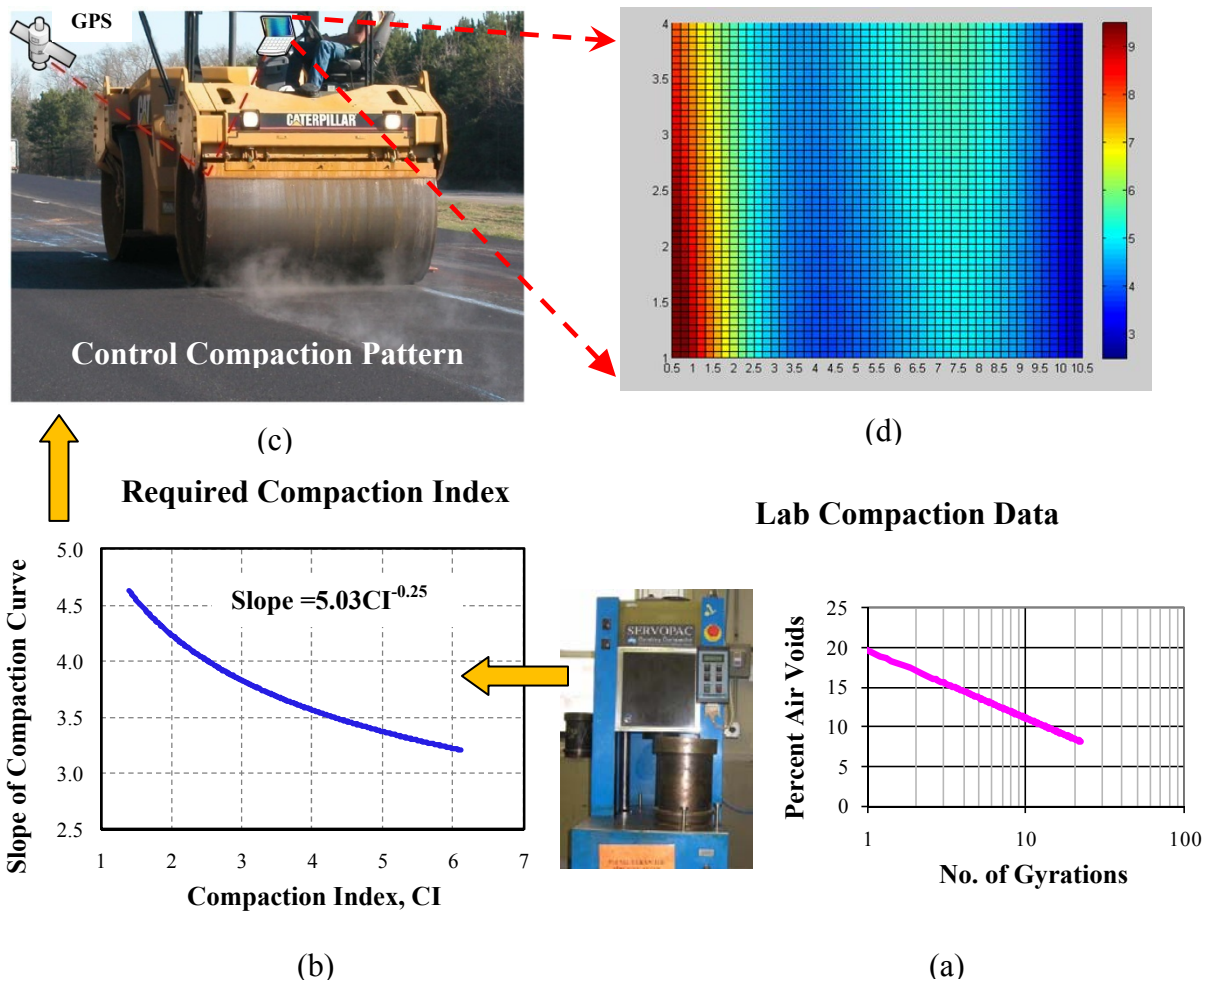 GPS
CAT
CATERPILLAR
Control Compaction Pattern
(c)
4
3.5
3
2.5
2
1.5
1
0.5 1 1.5 2 2.5 3 3.5 4 4.5 5 5.5 6 6.5 7 7.5 8 8.5 9 9.5 10 10.5
9
8
7
6
5
4
3
(d)
Required Compaction Index
Slope of Compaction Curve
5.0
4.5
4.0
3.5
3.0
2.5
Slope =5.03CI^-0.25
1 2 3 4 5 6 7
Compaction Index, CI
(b)
SERVOPAC
Lab Compaction Data
Percent Air Voids
25
20
15
10
5
0
1 10 100
No. of Gyrations
(a)